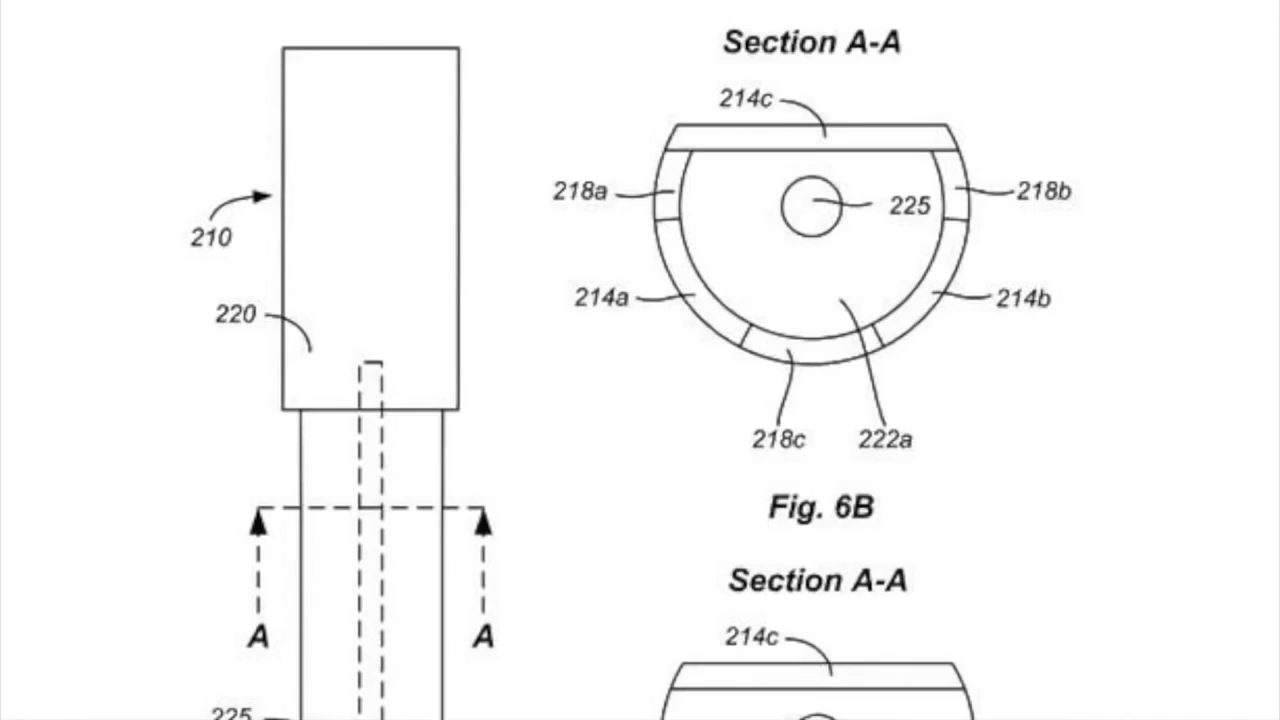 210
220
A
A
225
Section A-A
214c
218a
218b
225
214a
214b
218c
222a
Fig. 6B
Section A-A
214c